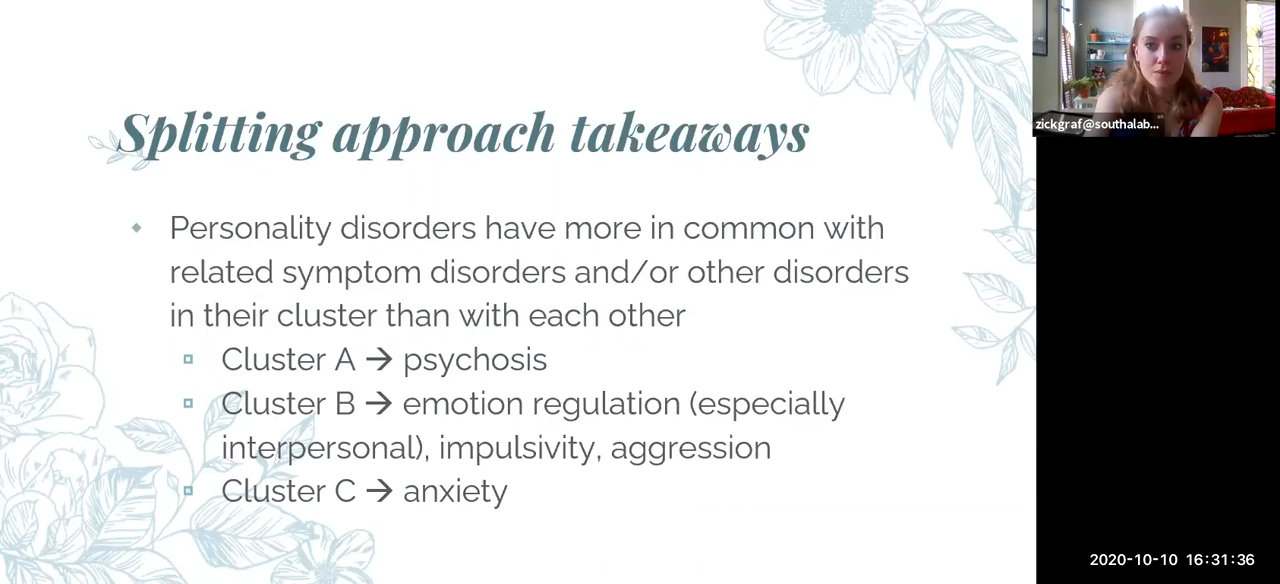 Splitting approach takeaways
Personality disorders have more in common with
related symptom disorders and/or other disorders
in their cluster than with each other
Cluster A → psychosis
Cluster B → emotion regulation (especially
interpersonal), impulsivity, aggression
Cluster C → anxiety
zickgraf@southalab...
2020-10-10 16:31:36